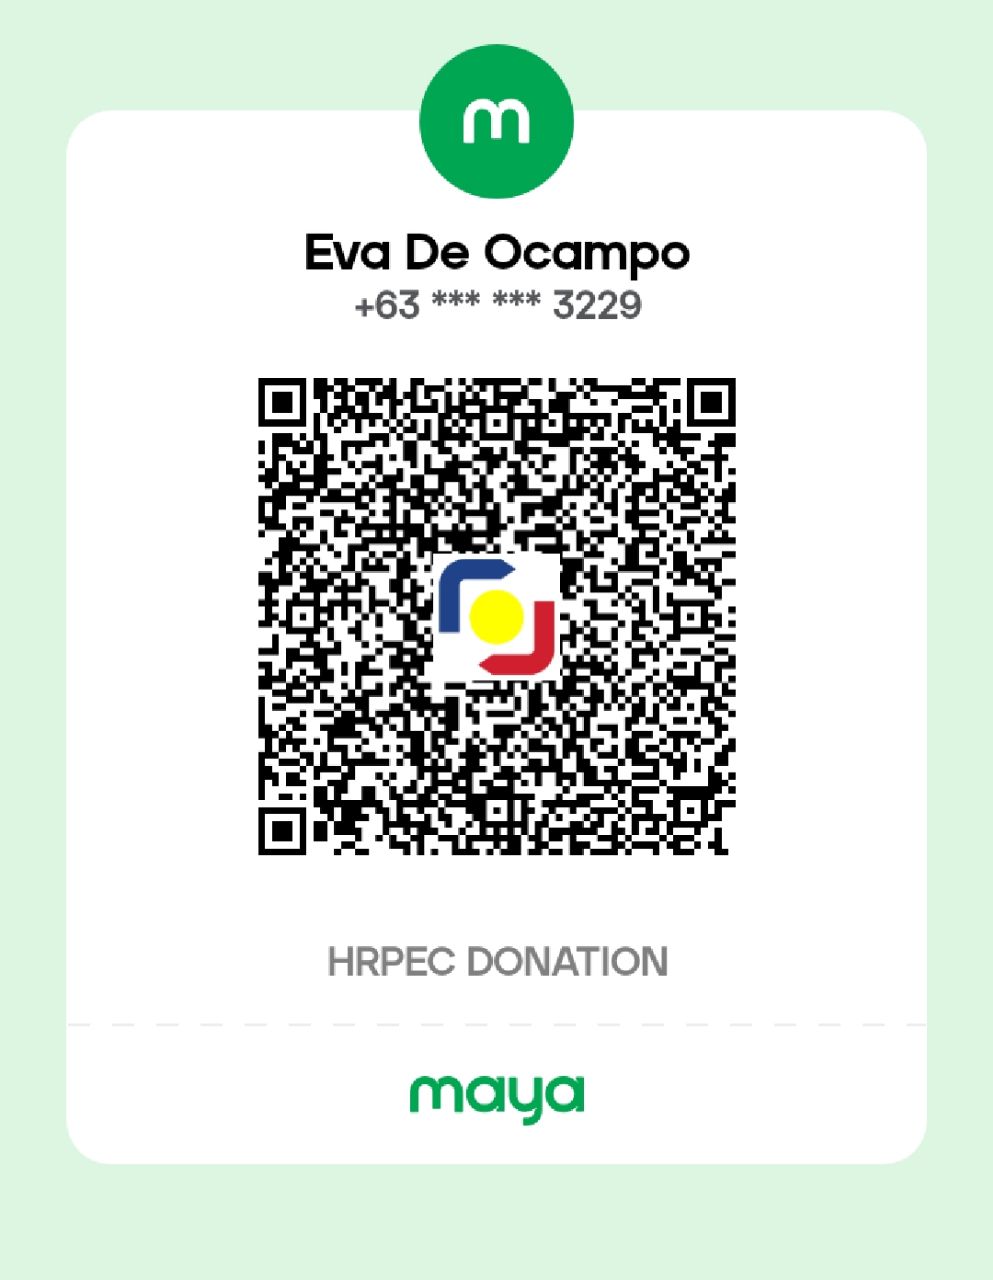 m
Eva De Ocampo
+63 *** *** 3229
HRPEC DONATION
maya